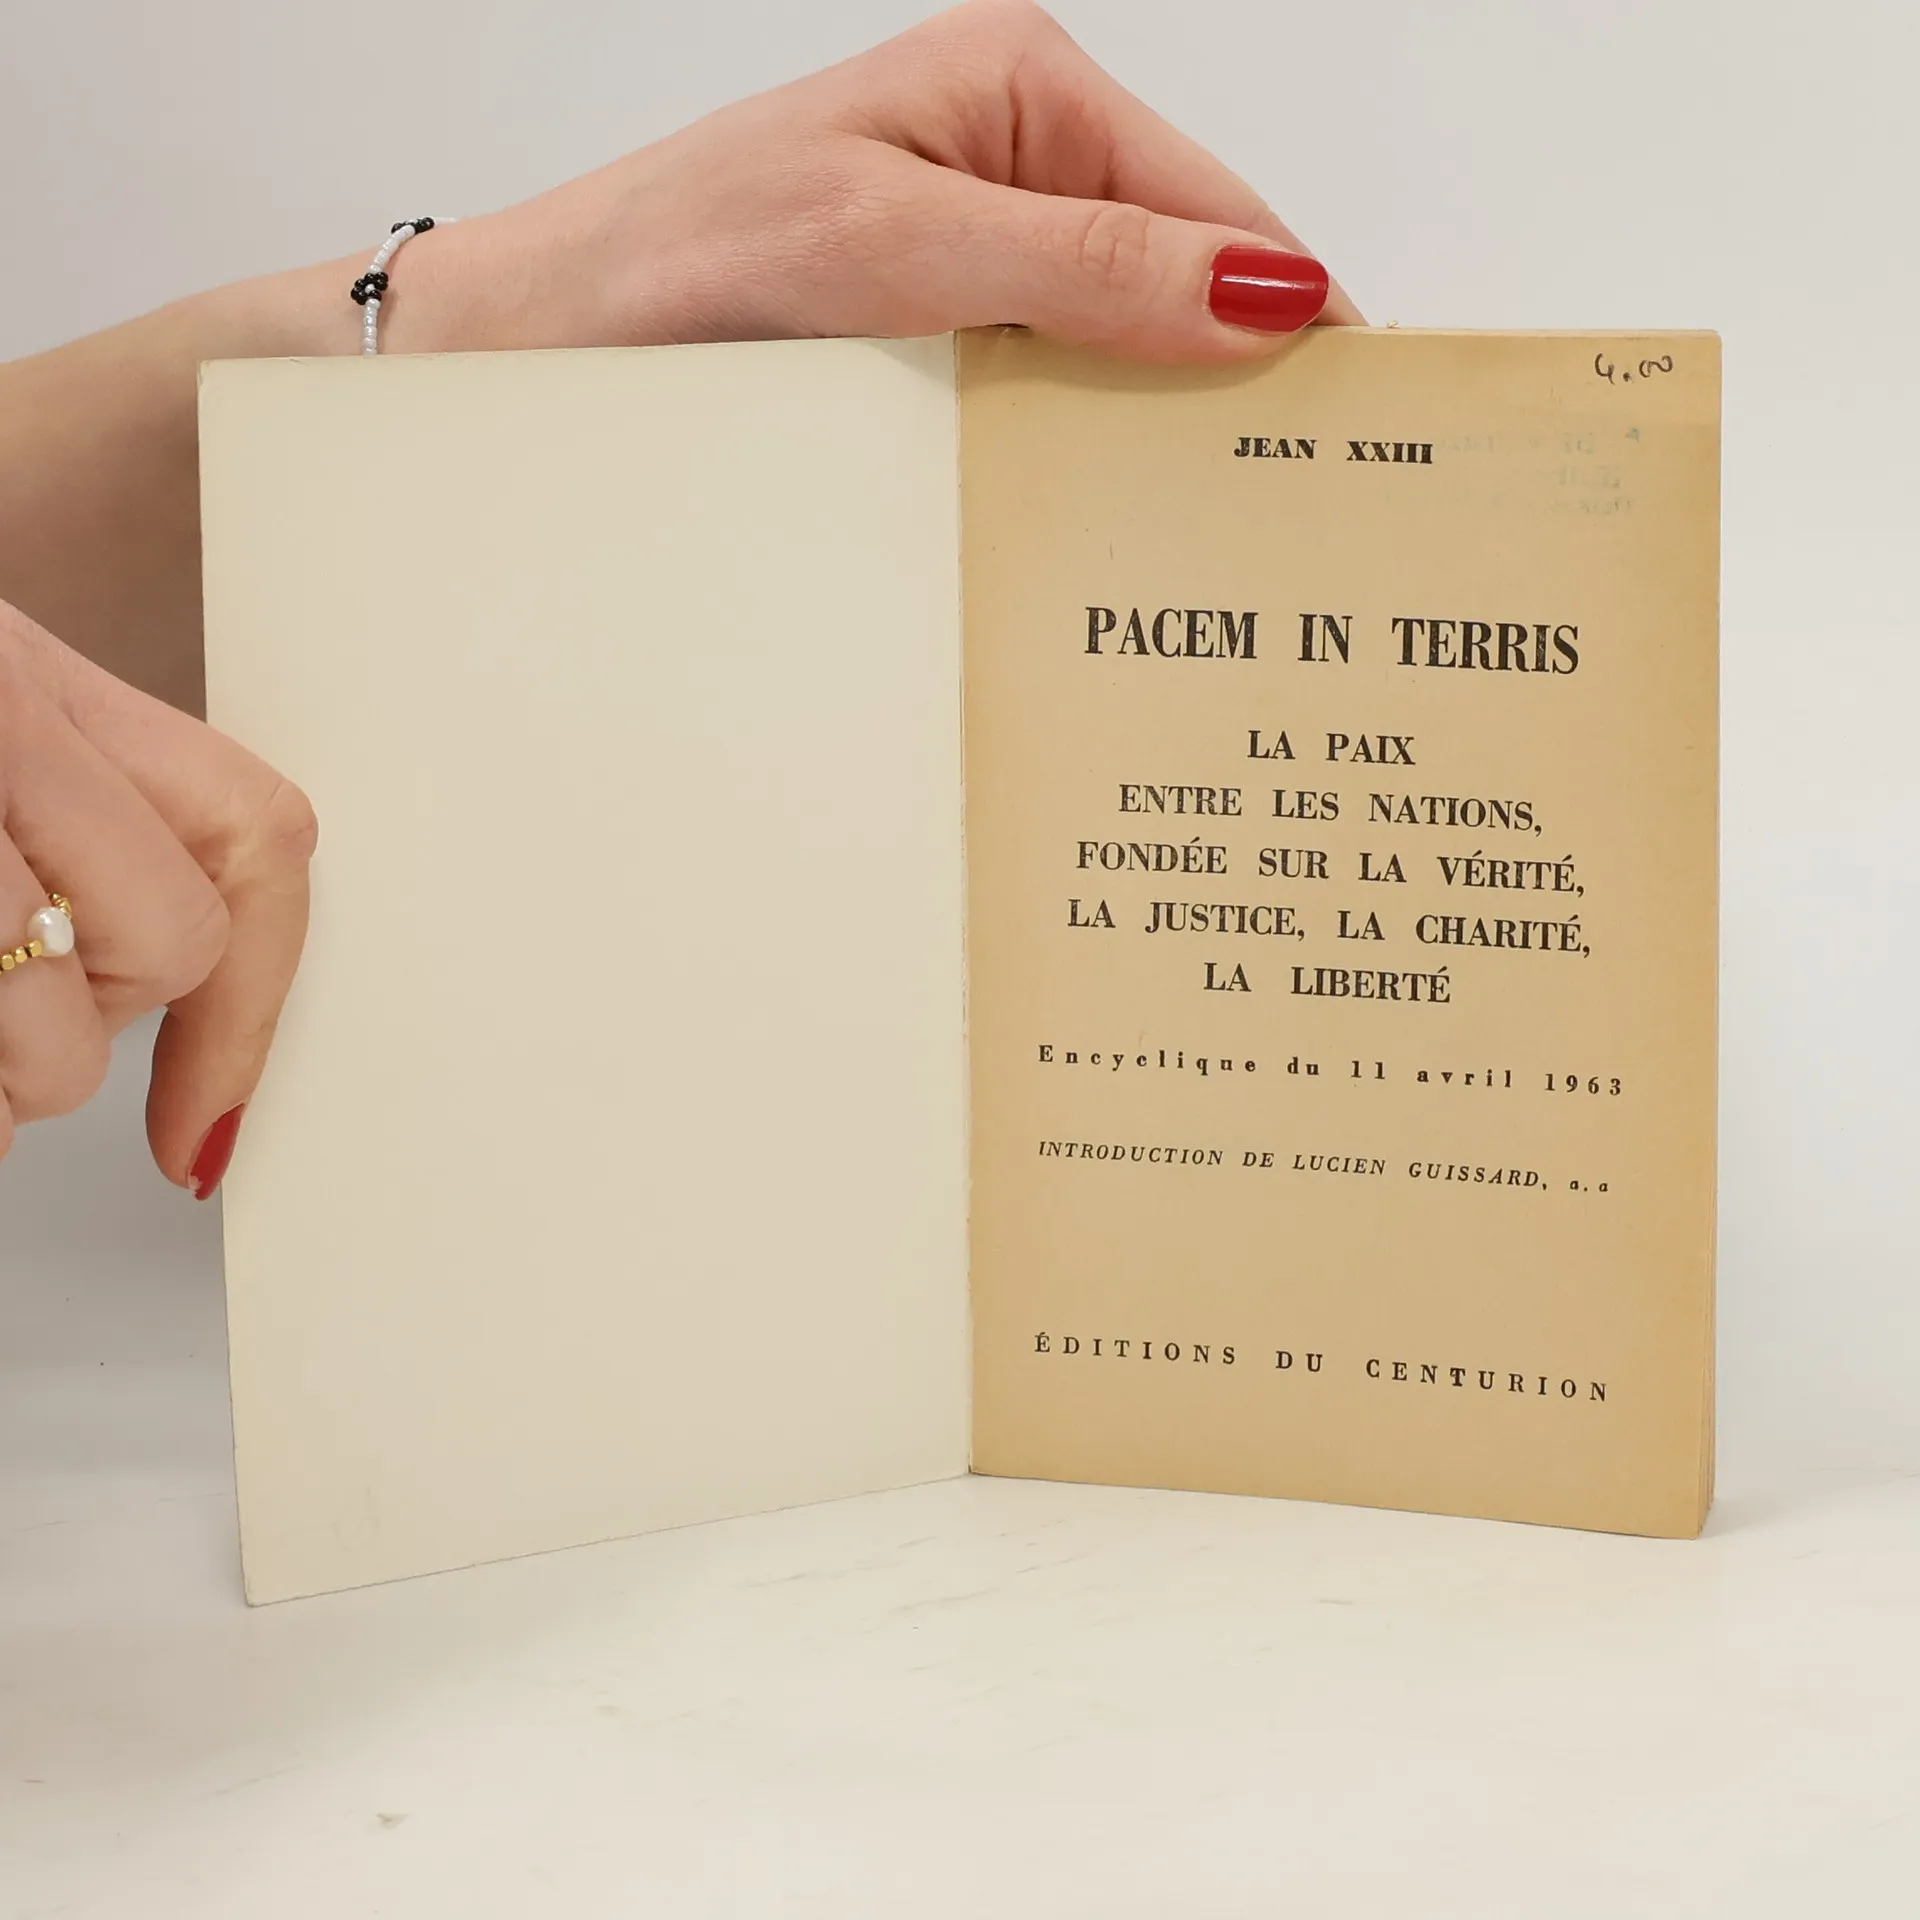 4.00
JEAN XXIII
PACEM IN TERRIS
LA PAIX
ENTRE LES NATIONS,
FONDÉE SUR LA VÉRITÉ,
LA JUSTICE, LA CHARITÉ,
LA LIBERTÉ
Encyclique du 11 avril 1963
INTRODUCTION DE LUCIEN GUISSARD, a. a
ÉDITIONS DU CENTURION